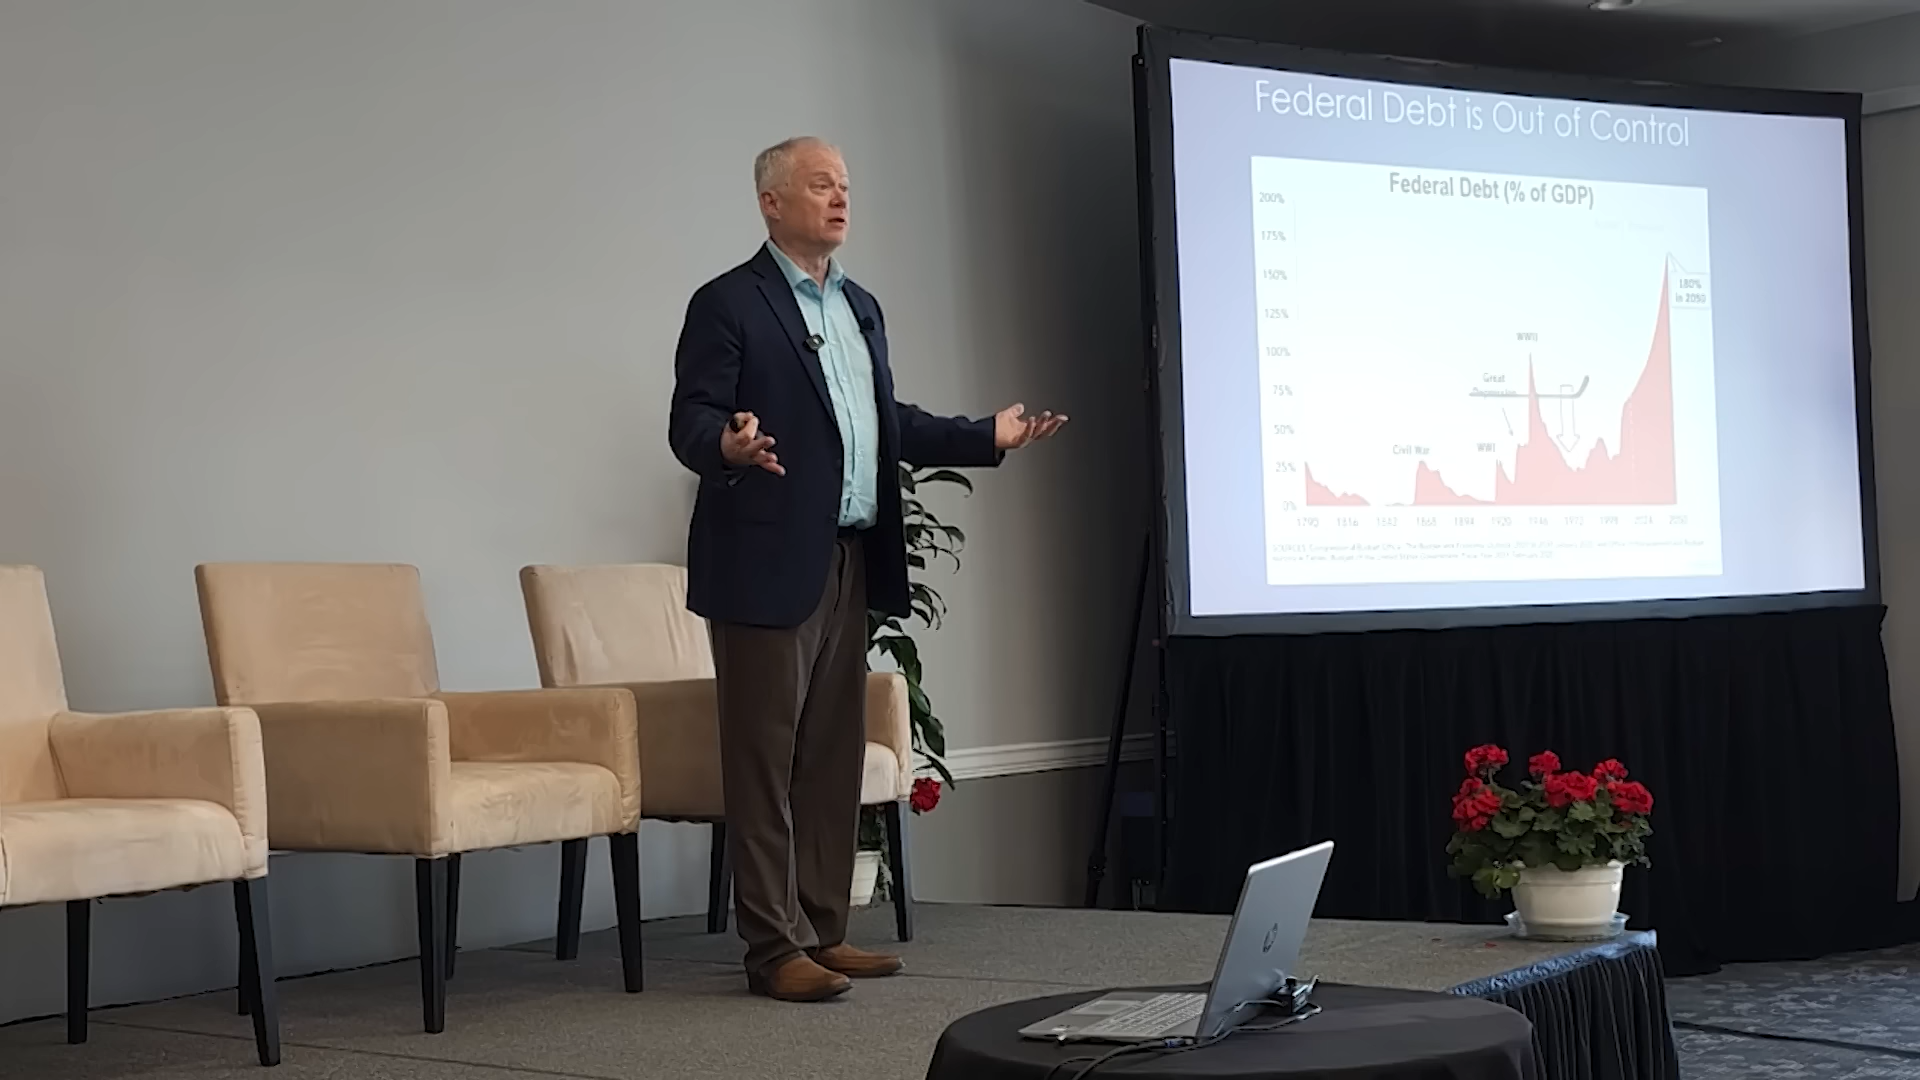 Federal Debt is Out of Control
Federal Debt (% of GDP)
200%
175%
150%
125%
100%
75%
50%
25%
0%
180%
in 2050
WWII
Great
Depression
Civil War
WWI
1790 1816 1842 1868 1894 1920 1946 1972 1998 2024 2050
hp